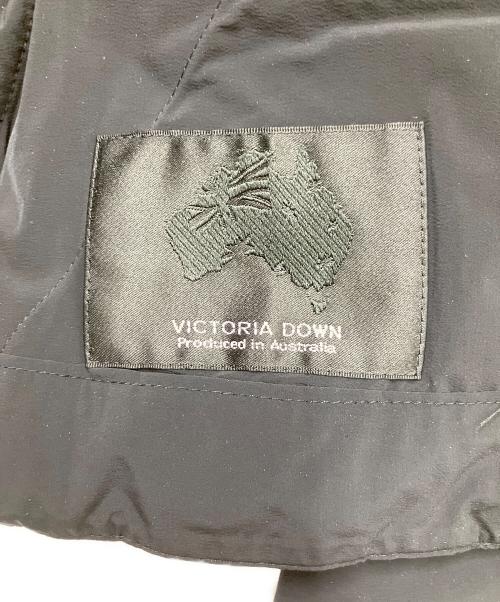 VICTORIA DOWN
Produced in Australia